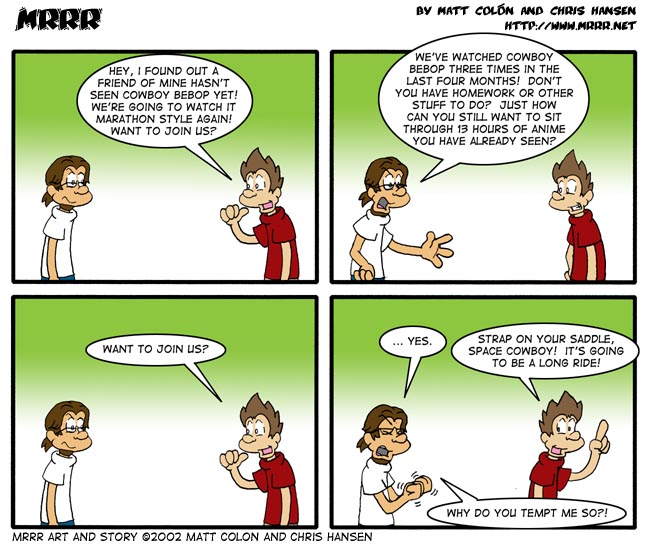 MRRR
BY MATT COLÓN AND CHRIS HANSEN
HTTP://WWW.MRRR.NET
HEY, I FOUND OUT A
FRIEND OF MINE HASN'T
SEEN COWBOY BEBOP YET!
WE'RE GOING TO WATCH IT
MARATHON STYLE AGAIN!
WANT TO JOIN US?
WE'VE WATCHED COWBOY
BEBOP THREE TIMES IN THE
LAST FOUR MONTHS! DON'T
YOU HAVE HOMEWORK OR OTHER
STUFF TO DO? JUST HOW
CAN YOU STILL WANT TO SIT
THROUGH 13 HOURS OF ANIME
YOU HAVE ALREADY SEEN?
WANT TO JOIN US?
... YES.
STRAP ON YOUR SADDLE,
SPACE COWBOY! IT'S GOING
TO BE A LONG RIDE!
WHY DO YOU TEMPT ME SO?!
MRRR ART AND STORY ©2002 MATT COLON AND CHRIS HANSEN